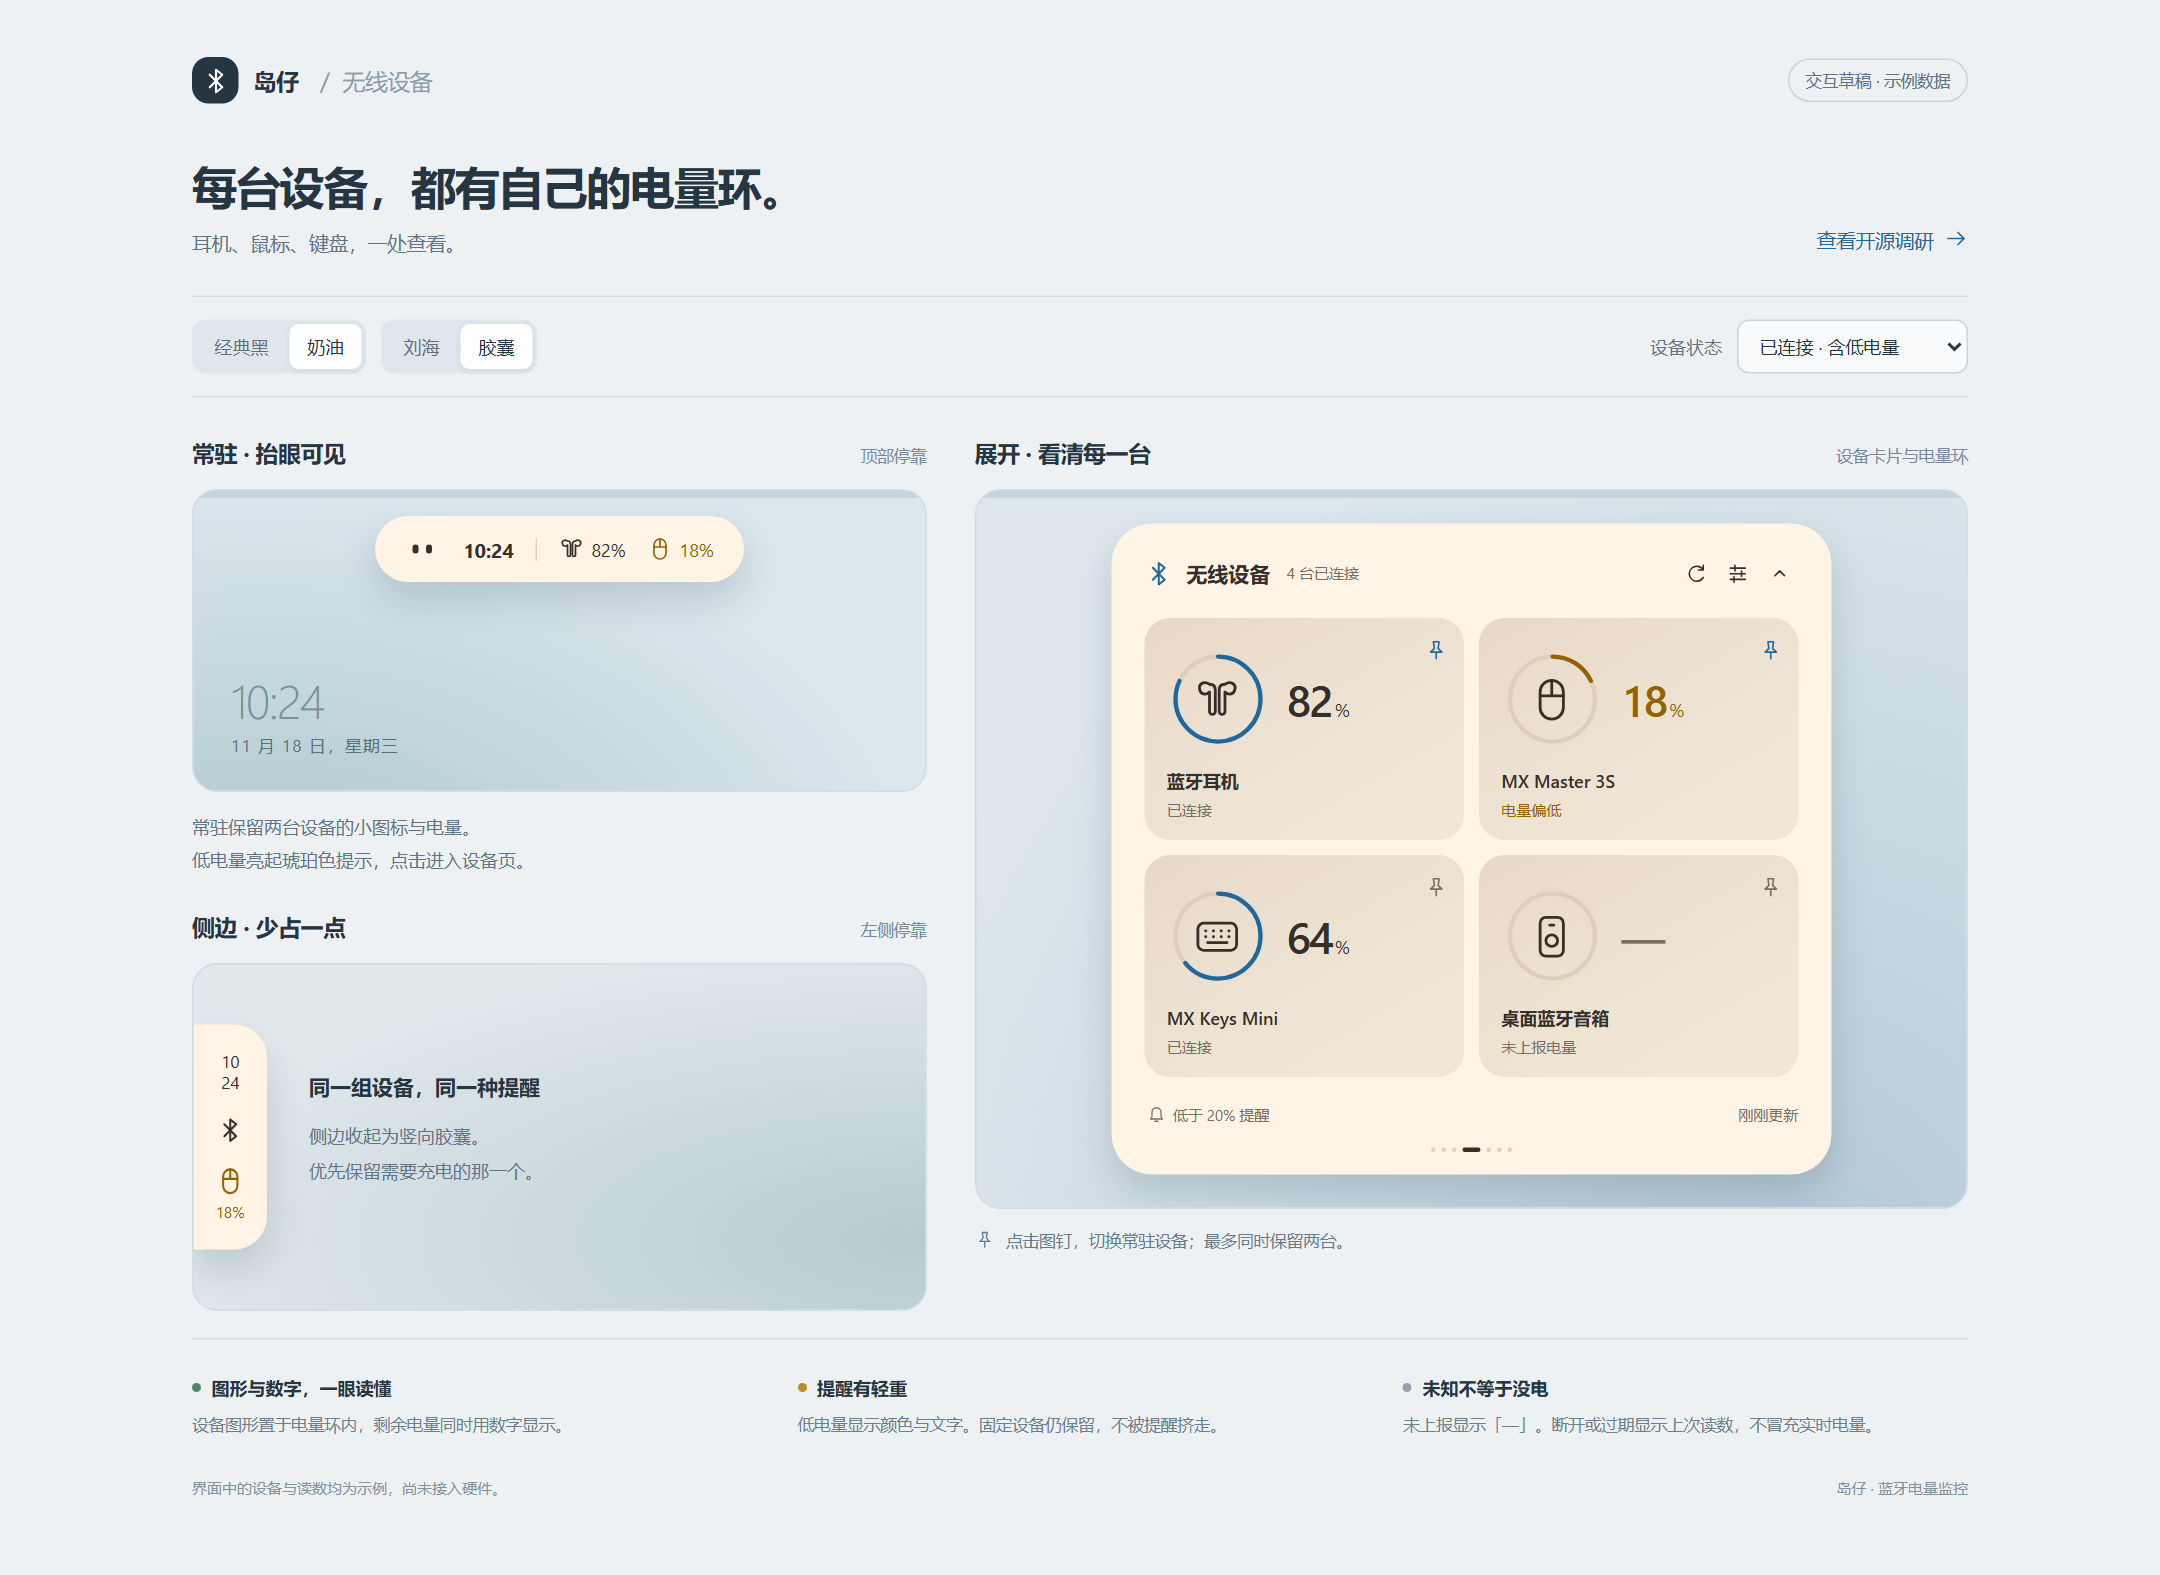 岛仔 / 无线设备
交互草稿 · 示例数据
每台设备，都有自己的电量环。
耳机、鼠标、键盘，一处查看。
查看开源调研 →
经典黑 奶油 刘海 胶囊
设备状态 已连接 · 含低电量
常驻 · 抬眼可见
顶部停靠
10:24 82% 18%
10:24
11 月 18 日，星期三
常驻保留两台设备的小图标与电量。
低电量亮起琥珀色提示，点击进入设备页。
侧边 · 少占一点
左侧停靠
10
24
18%
同一组设备，同一种提醒
侧边收起为竖向胶囊。
优先保留需要充电的那一个。
展开 · 看清每一台
设备卡片与电量环
无线设备 4 台已连接
82%
蓝牙耳机
已连接
18%
MX Master 3S
电量偏低
64%
MX Keys Mini
已连接
—
桌面蓝牙音箱
未上报电量
低于 20% 提醒
刚刚更新
点击图钉，切换常驻设备；最多同时保留两台。
图形与数字，一眼读懂
设备图形置于电量环内，剩余电量同时用数字显示。
提醒有轻重
低电量显示颜色与文字。固定设备仍保留，不被提醒挤走。
未知不等于没电
未上报显示「—」。断开或过期显示上次读数，不冒充实时电量。
界面中的设备与读数均为示例，尚未接入硬件。
岛仔 · 蓝牙电量监控